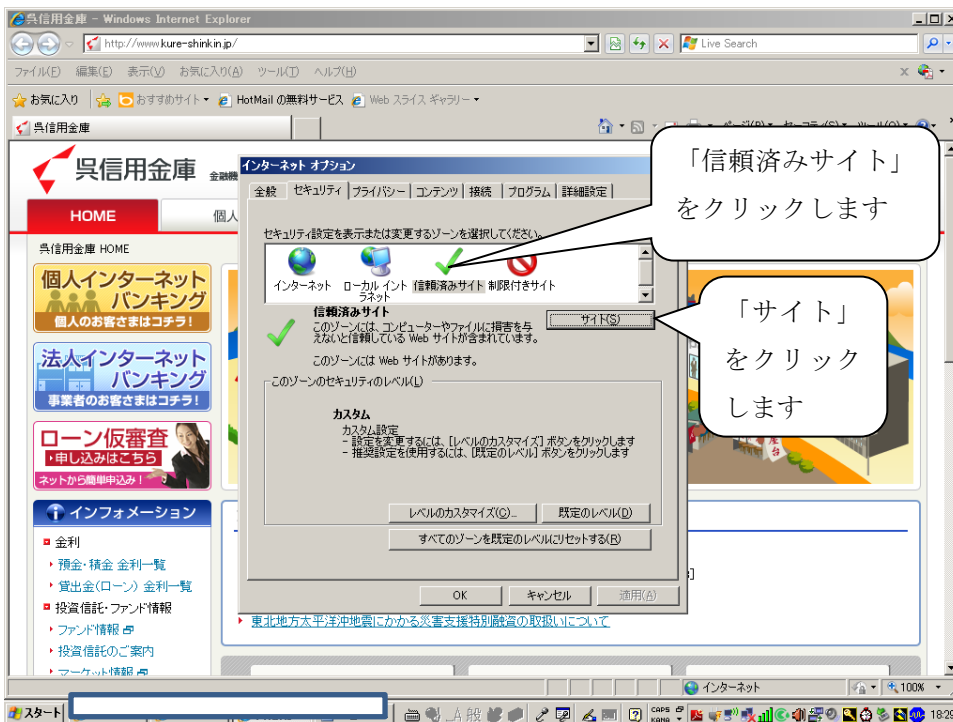 呉信用金庫 - Windows Internet Explorer
http://www.kure-shinkin.jp/
Live Search
ファイル(F) 編集(E) 表示(V) お気に入り(A) ツール(T) ヘルプ(H)
お気に入り おすすめサイト HotMail の無料サービス Web スライス ギャラリー
呉信用金庫
呉信用金庫
HOME
呉信用金庫 HOME
個人インターネット
バンキング
個人のお客さまはコチラ!
法人インターネット
バンキング
事業者のお客さまはコチラ!
ローン仮審査
申し込みはこちら
ネットから簡単申込み!
インフォメーション
金利
預金・積金 金利一覧
貸出金(ローン) 金利一覧
投資信託・ファンド情報
ファンド情報
投資信託のご案内
マーケット情報
インターネット オプション
全般 セキュリティ プライバシー コンテンツ 接続 プログラム 詳細設定
セキュリティ設定を表示または変更するゾーンを選択してください。
インターネット ローカル イントラネット 信頼済みサイト 制限付きサイト
信頼済みサイト
このゾーンには、コンピューターやファイルに損害を与
えないと信頼している Web サイトが含まれています。
このゾーンには Web サイトがあります。
サイト(S)
このゾーンのセキュリティのレベル(L)
カスタム
カスタム設定
- 設定を変更するには、[レベルのカスタマイズ] ボタンをクリックします
- 推奨設定を使用するには、[既定のレベル] ボタンをクリックします
レベルのカスタマイズ(C)... 既定のレベル(D)
すべてのゾーンを既定のレベルにリセットする(R)
OK キャンセル 適用(A)
「信頼済みサイト」
をクリックします
「サイト」
をクリック
します
東北地方太平洋沖地震にかかる災害支援特別融資の取扱いについて
インターネット 100%
スタート
A 般
CAPS
KANA
18:29